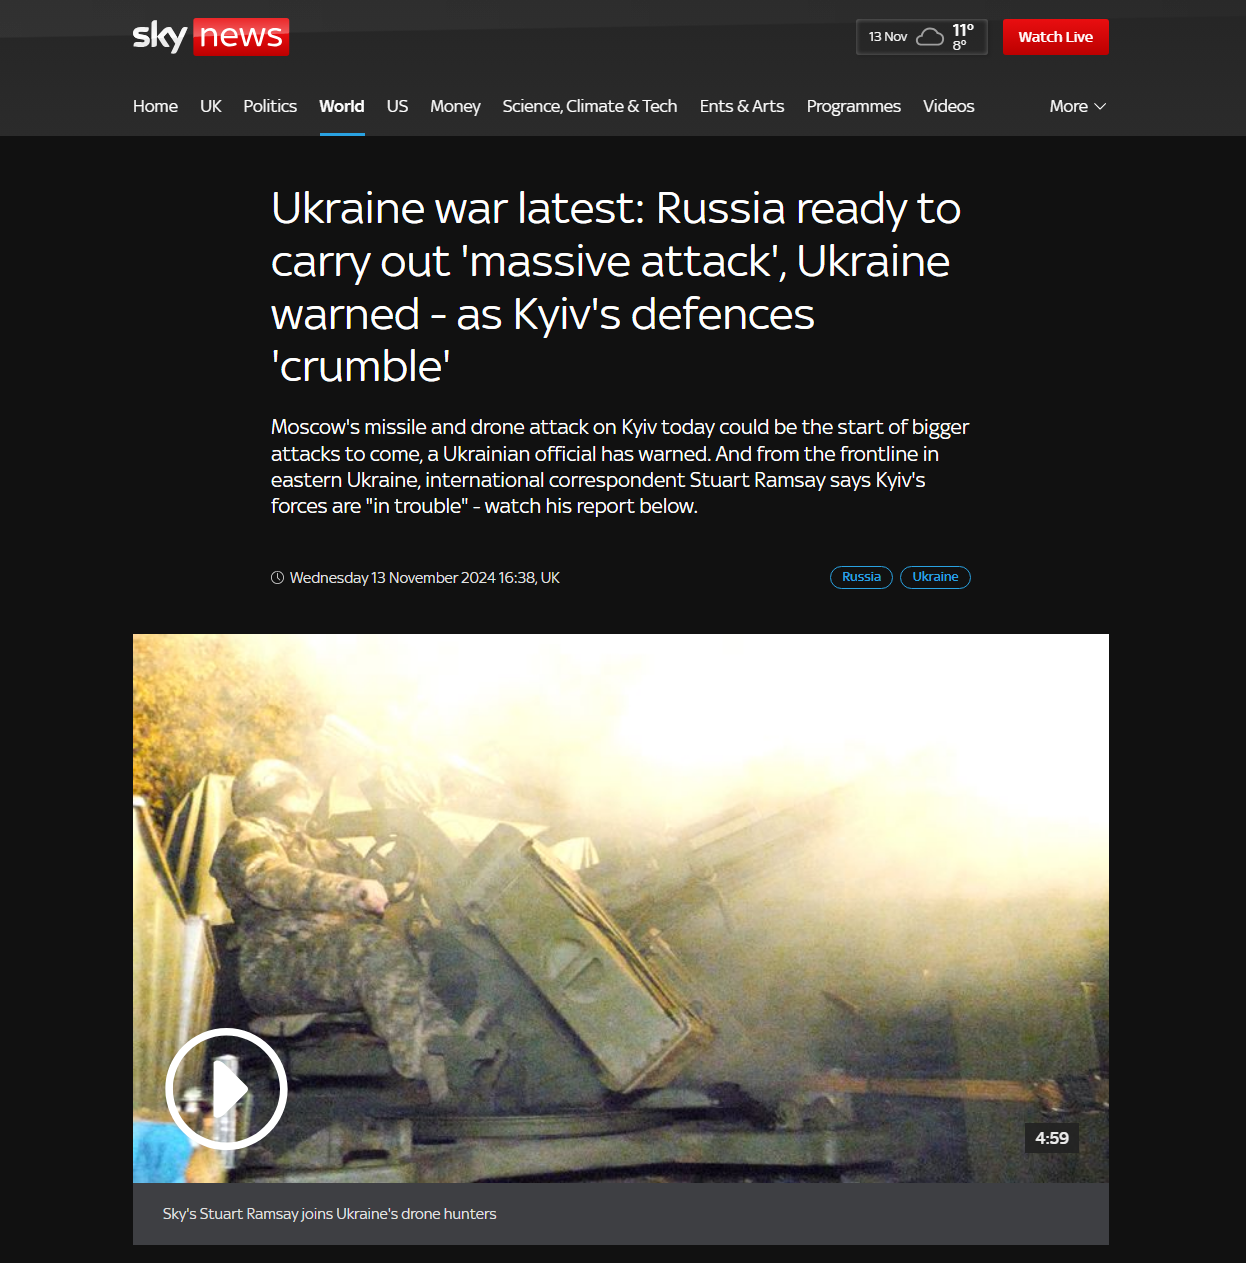 sky news
13 Nov 11° 8°
Watch Live
Home UK Politics World US Money Science, Climate & Tech Ents & Arts Programmes Videos More
Ukraine war latest: Russia ready to
carry out 'massive attack', Ukraine
warned - as Kyiv's defences
'crumble'
Moscow's missile and drone attack on Kyiv today could be the start of bigger
attacks to come, a Ukrainian official has warned. And from the frontline in
eastern Ukraine, international correspondent Stuart Ramsay says Kyiv's
forces are "in trouble" - watch his report below.
Wednesday 13 November 2024 16:38, UK
Russia Ukraine
4:59
Sky's Stuart Ramsay joins Ukraine's drone hunters